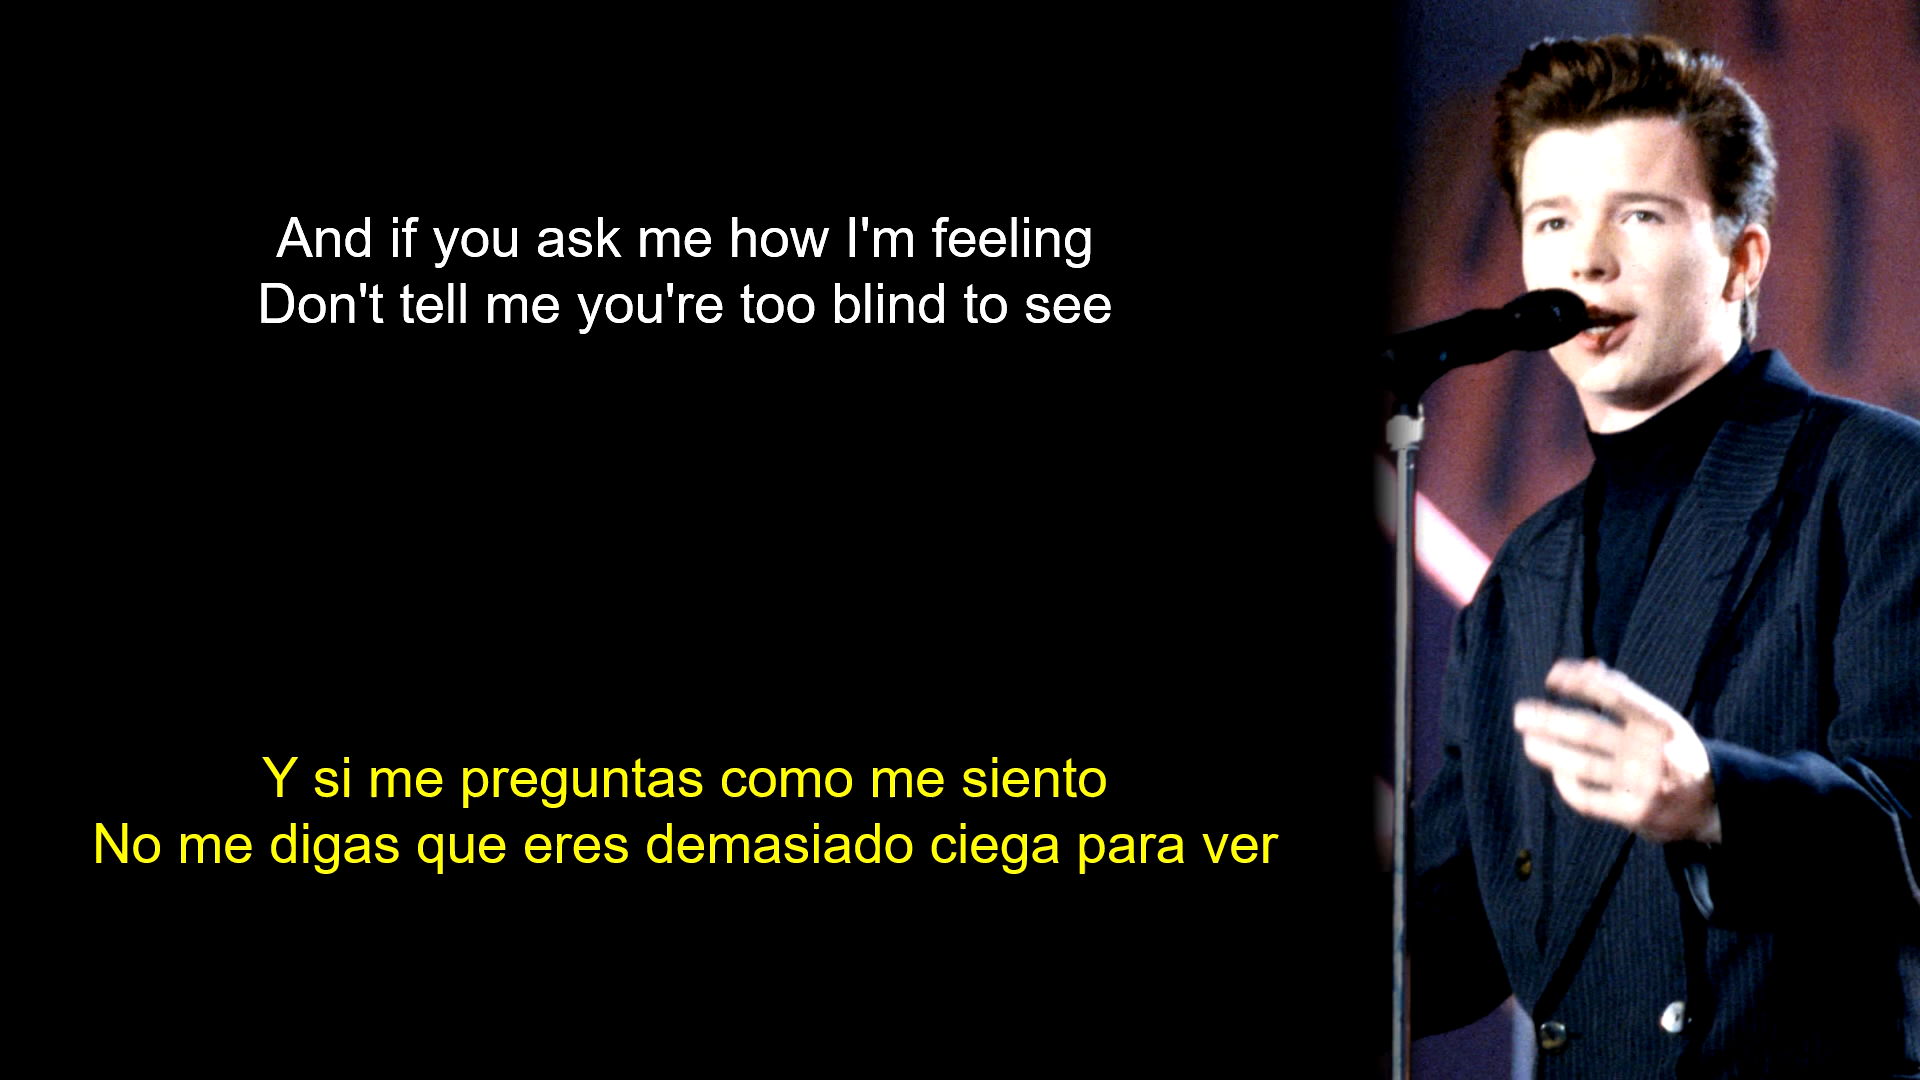 And if you ask me how I'm feeling
Don't tell me you're too blind to see
Y si me preguntas como me siento
No me digas que eres demasiado ciega para ver